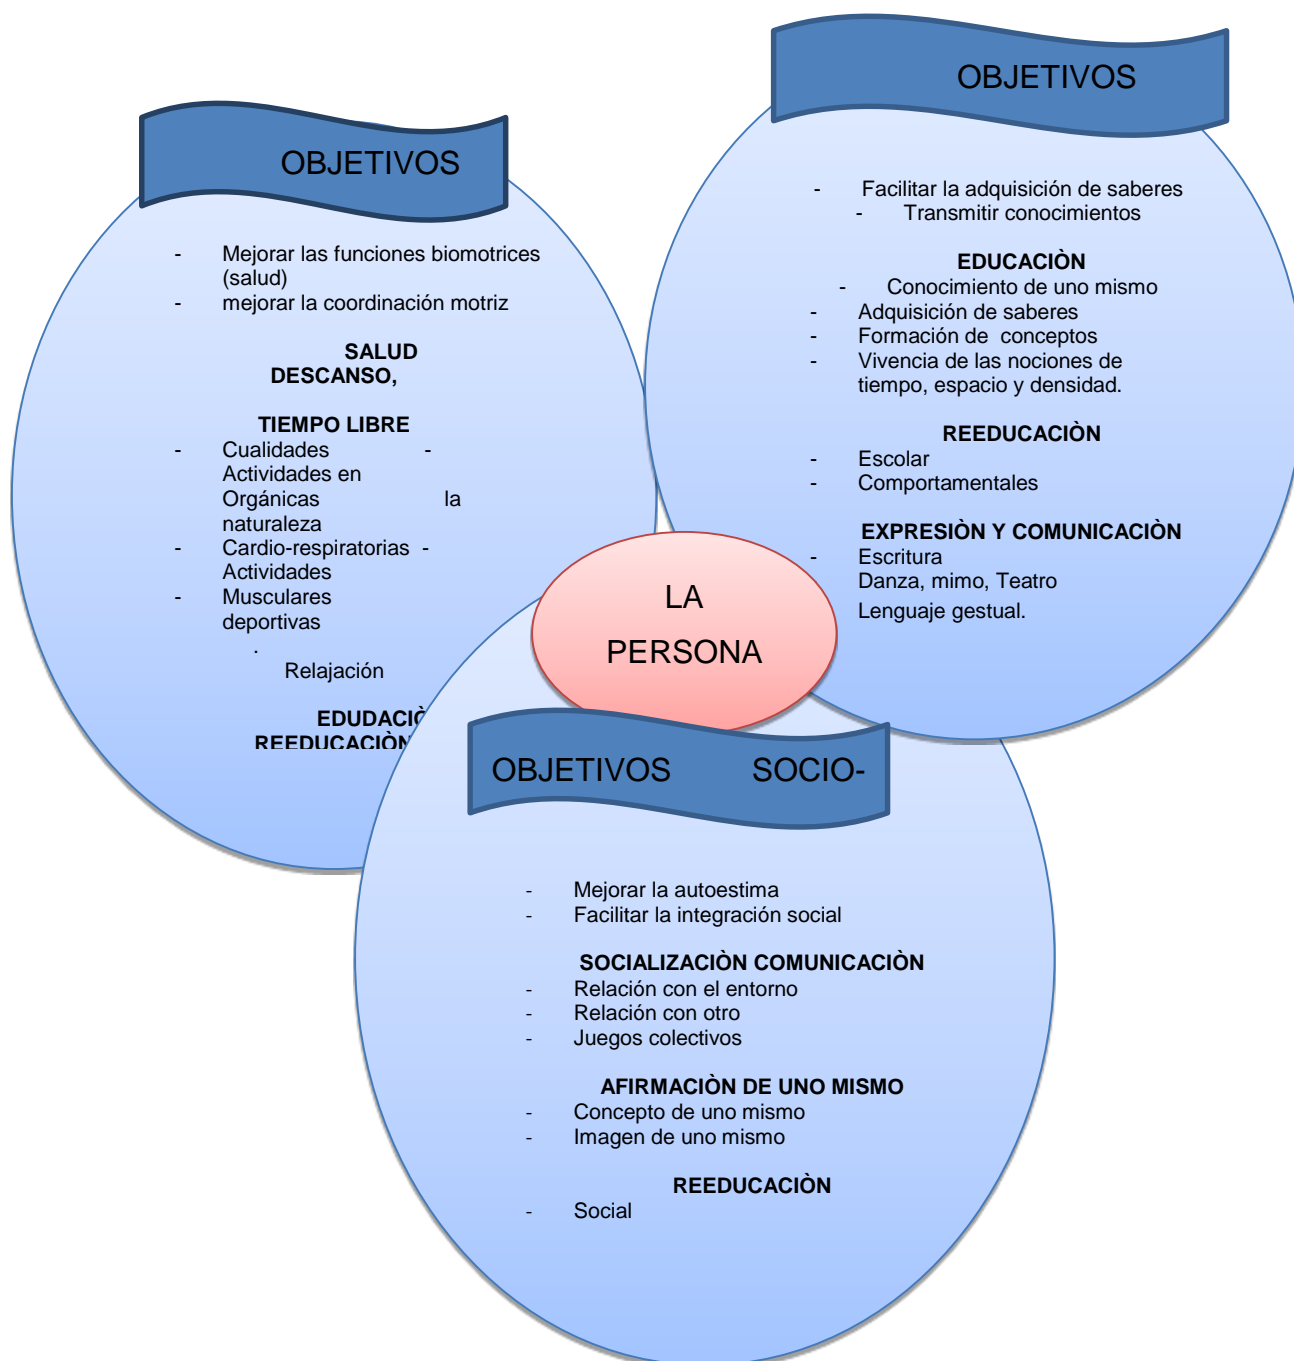 OBJETIVOS
- Mejorar las funciones biomotrices
(salud)
- mejorar la coordinación motriz
SALUD
DESCANSO,
TIEMPO LIBRE
- Cualidades -
Actividades en
Orgánicas la
naturaleza
- Cardio-respiratorias -
Actividades
- Musculares
deportivas
.
Relajación
EDUDACIÒ
REEDUCACIÒN
OBJETIVOS
- Facilitar la adquisición de saberes
- Transmitir conocimientos
EDUCACIÒN
- Conocimiento de uno mismo
- Adquisición de saberes
- Formación de conceptos
- Vivencia de las nociones de
tiempo, espacio y densidad.
REEDUCACIÒN
- Escolar
- Comportamentales
EXPRESIÒN Y COMUNICACIÒN
- Escritura
Danza, mimo, Teatro
Lenguaje gestual.
LA
PERSONA
OBJETIVOS SOCIO-
- Mejorar la autoestima
- Facilitar la integración social
SOCIALIZACIÒN COMUNICACIÒN
- Relación con el entorno
- Relación con otro
- Juegos colectivos
AFIRMACIÒN DE UNO MISMO
- Concepto de uno mismo
- Imagen de uno mismo
REEDUCACIÒN
- Social